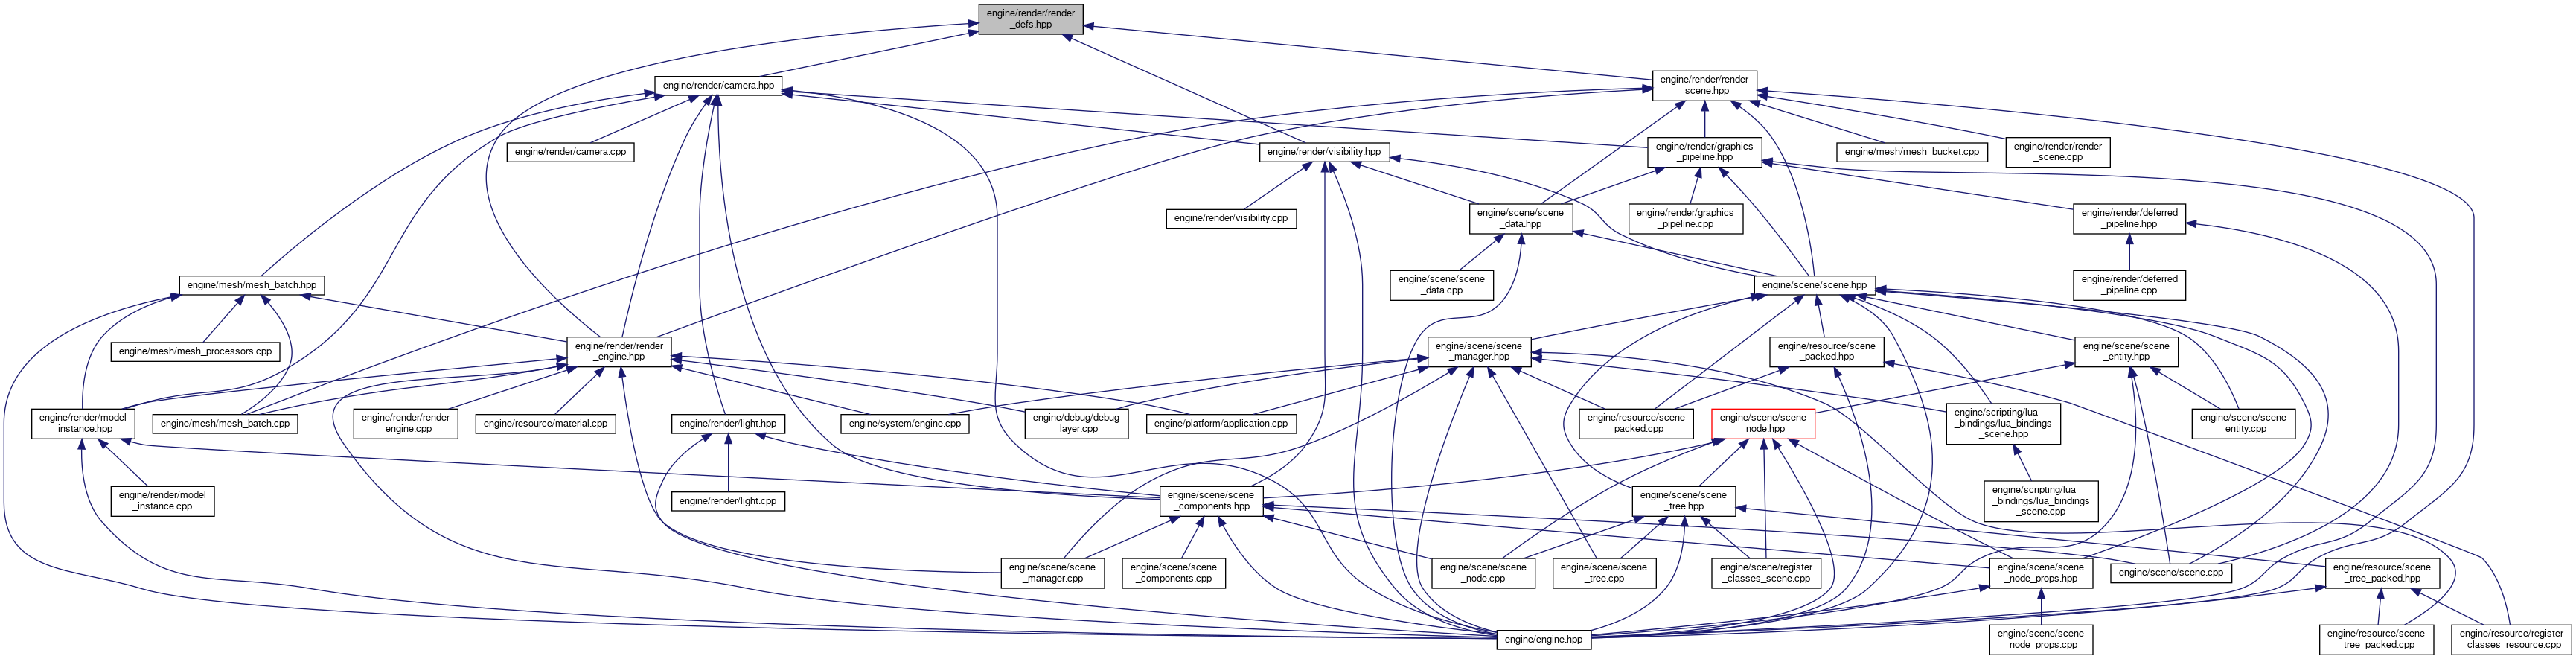 engine/render/render
_defs.hpp
engine/render/camera.hpp
engine/render/render
_scene.hpp
engine/render/camera.cpp
engine/render/visibility.hpp
engine/render/graphics
_pipeline.hpp
engine/mesh/mesh_bucket.cpp
engine/render/render
_scene.cpp
engine/render/visibility.cpp
engine/scene/scene
_data.hpp
engine/render/graphics
_pipeline.cpp
engine/render/deferred
_pipeline.hpp
engine/mesh/mesh_batch.hpp
engine/scene/scene
_data.cpp
engine/scene/scene.hpp
engine/render/deferred
_pipeline.cpp
engine/mesh/mesh_processors.cpp
engine/render/render
_engine.hpp
engine/scene/scene
_manager.hpp
engine/resource/scene
_packed.hpp
engine/scene/scene
_entity.hpp
engine/render/model
_instance.hpp
engine/mesh/mesh_batch.cpp
engine/render/render
_engine.cpp
engine/resource/material.cpp
engine/render/light.hpp
engine/system/engine.cpp
engine/debug/debug
_layer.cpp
engine/platform/application.cpp
engine/resource/scene
_packed.cpp
engine/scene/scene
_node.hpp
engine/scripting/lua
_bindings/lua_bindings
_scene.hpp
engine/scene/scene
_entity.cpp
engine/render/model
_instance.cpp
engine/render/light.cpp
engine/scene/scene
_components.hpp
engine/scene/scene
_tree.hpp
engine/scripting/lua
_bindings/lua_bindings
_scene.cpp
engine/scene/scene
_manager.cpp
engine/scene/scene
_components.cpp
engine/scene/scene
_node.cpp
engine/scene/scene
_tree.cpp
engine/scene/register
_classes_scene.cpp
engine/scene/scene
_node_props.hpp
engine/scene/scene.cpp
engine/resource/scene
_tree_packed.hpp
engine/engine.hpp
engine/scene/scene
_node_props.cpp
engine/resource/scene
_tree_packed.cpp
engine/resource/register
_classes_resource.cpp